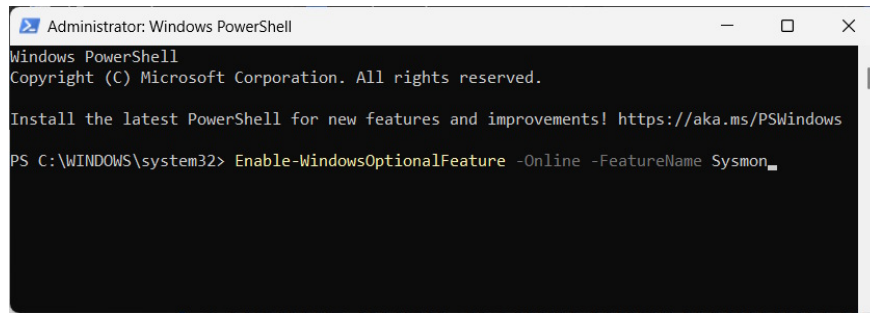 Administrator: Windows PowerShell
Windows PowerShell
Copyright (C) Microsoft Corporation. All rights reserved.
Install the latest PowerShell for new features and improvements! https://aka.ms/PSWindows
PS C:\WINDOWS\system32> Enable-WindowsOptionalFeature -Online -FeatureName Sysmon